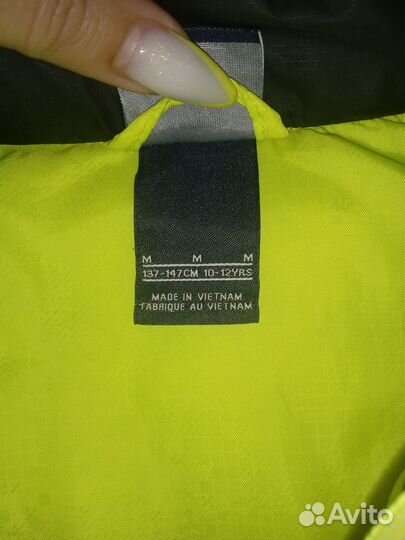 M M M
137-147CM 10-12YRS
MADE IN VIETNAM
FABRIQUE AU VIETNAM
Avito